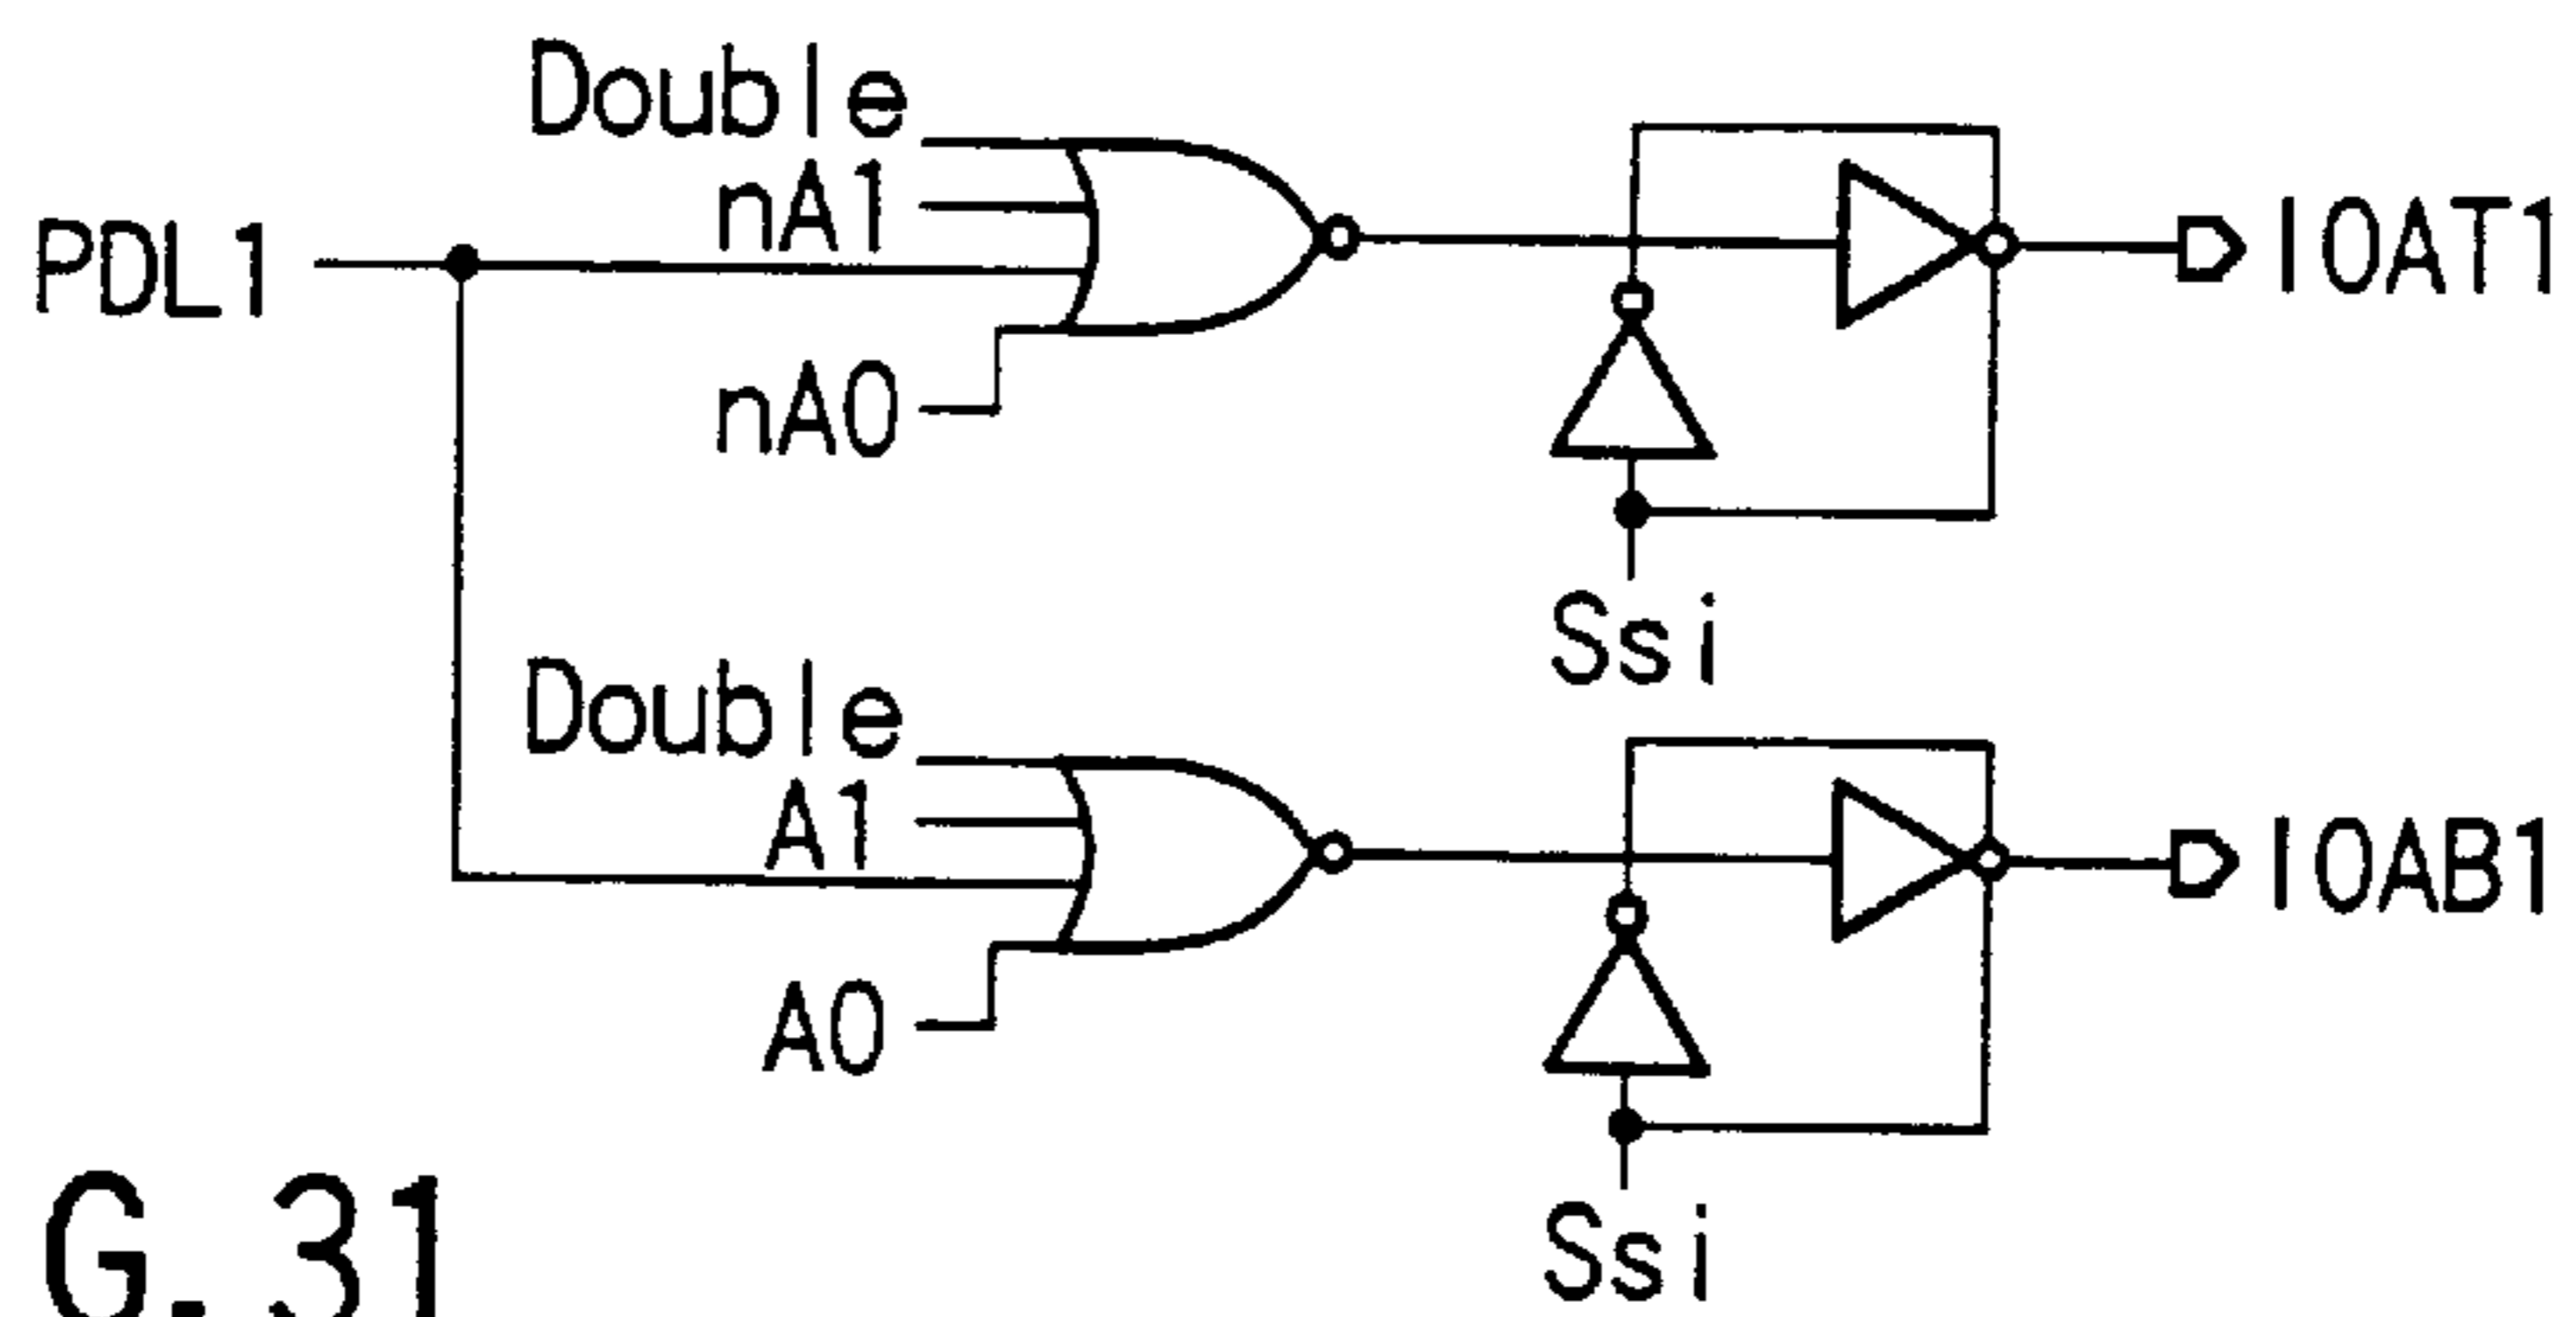 Double
nA1
PDL1
nA0
IOAT1
Ssi
Double
A1
A0
IOAB1
Ssi
G. 31